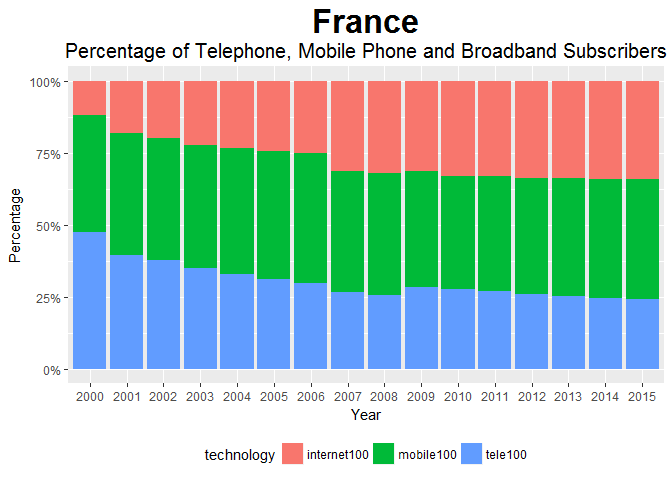 France
Percentage of Telephone, Mobile Phone and Broadband Subscribers
100%
75%
50%
25%
0%
Percentage
2000 2001 2002 2003 2004 2005 2006 2007 2008 2009 2010 2011 2012 2013 2014 2015
Year
technology internet100 mobile100 tele100